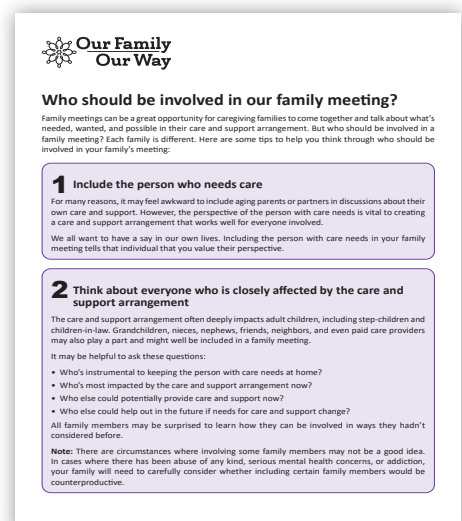 Our Family
Our Way
Who should be involved in our family meeting?
Family meetings can be a great opportunity for caregiving families to come together and talk about what's
needed, wanted, and possible in their care and support arrangement. But who should be involved in a
family meeting? Each family is different. Here are some tips to help you think through who should be
involved in your family's meeting:
1 Include the person who needs care
For many reasons, it may feel awkward to include aging parents or partners in discussions about their
own care and support. However, the perspective of the person with care needs is vital to creating
a care and support arrangement that works well for everyone involved.
We all want to have a say in our own lives. Including the person with care needs in your family
meeting tells that individual that you value their perspective.
2 Think about everyone who is closely affected by the care and
support arrangement
The care and support arrangement often deeply impacts adult children, including step-children and
children-in-law. Grandchildren, nieces, nephews, friends, neighbors, and even paid care providers
may also play a part and might well be included in a family meeting.
It may be helpful to ask these questions:
• Who's instrumental to keeping the person with care needs at home?
• Who's most impacted by the care and support arrangement now?
• Who else could potentially provide care and support now?
• Who else could help out in the future if needs for care and support change?
All family members may be surprised to learn how they can be involved in ways they hadn't
considered before.
Note: There are circumstances where involving some family members may not be a good idea.
In cases where there has been abuse of any kind, serious mental health concerns, or addiction,
your family will need to carefully consider whether including certain family members would be
counterproductive.